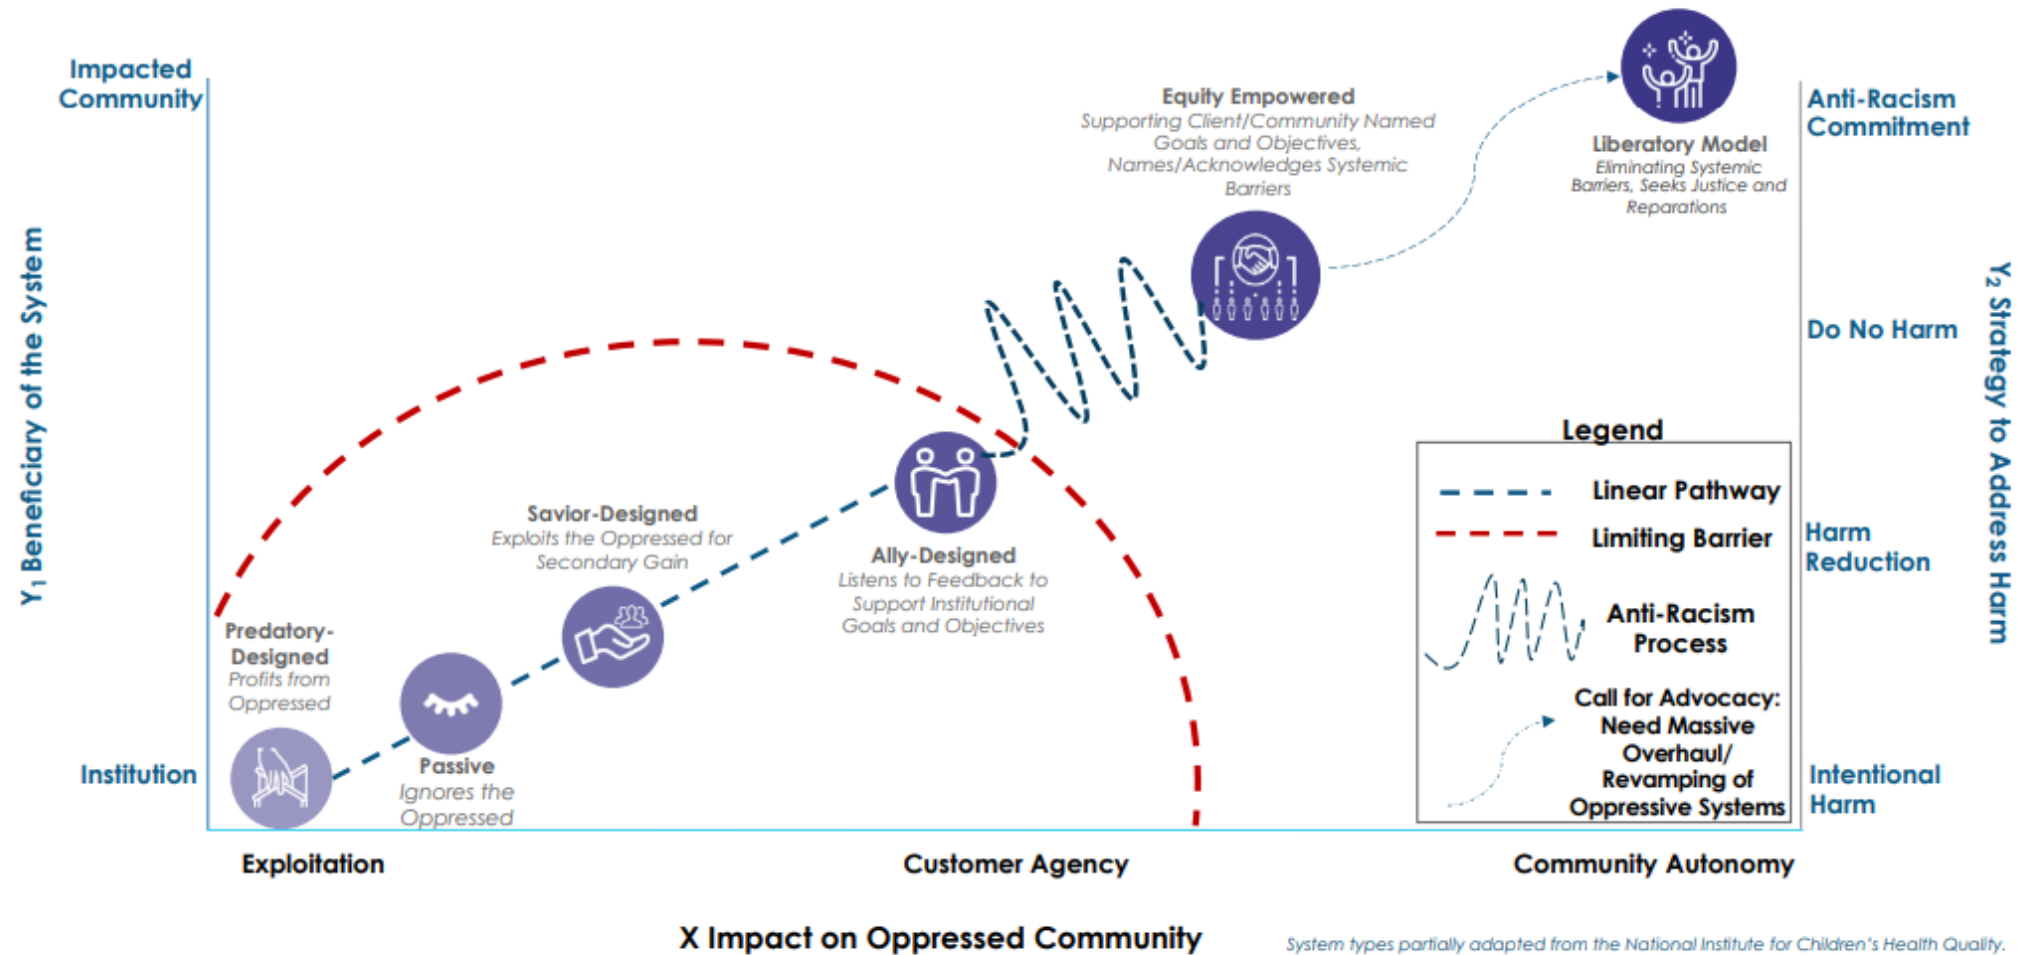 Impacted
Community
Y1 Beneficiary of the System
Institution
Predatory-
Designed
Profits from
Oppressed
Passive
Ignores the
Oppressed
Savior-Designed
Exploits the Oppressed for
Secondary Gain
Ally-Designed
Listens to Feedback to
Support Institutional
Goals and Objectives
Equity Empowered
Supporting Client/Community Named
Goals and Objectives,
Names/Acknowledges Systemic
Barriers
Liberatory Model
Eliminating Systemic
Barriers, Seeks Justice and
Reparations
Anti-Racism
Commitment
Do No Harm
Harm
Reduction
Intentional
Harm
Y2 Strategy to Address Harm
Legend
Linear Pathway
Limiting Barrier
Anti-Racism
Process
Call for Advocacy:
Need Massive
Overhaul/
Revamping of
Oppressive Systems
Exploitation
Customer Agency
Community Autonomy
X Impact on Oppressed Community
System types partially adapted from the National Institute for Children's Health Quality.